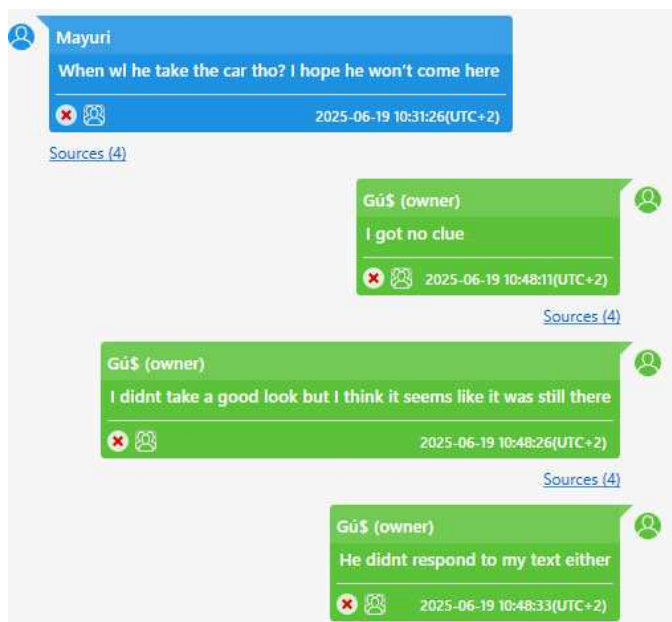 Mayuri
When wl he take the car tho? I hope he won't come here
2025-06-19 10:31:26(UTC+2)
Sources (4)
Gú$ (owner)
I got no clue
2025-06-19 10:48:11(UTC+2)
Sources (4)
Gú$ (owner)
I didnt take a good look but I think it seems like it was still there
2025-06-19 10:48:26(UTC+2)
Sources (4)
Gú$ (owner)
He didnt respond to my text either
2025-06-19 10:48:33(UTC+2)